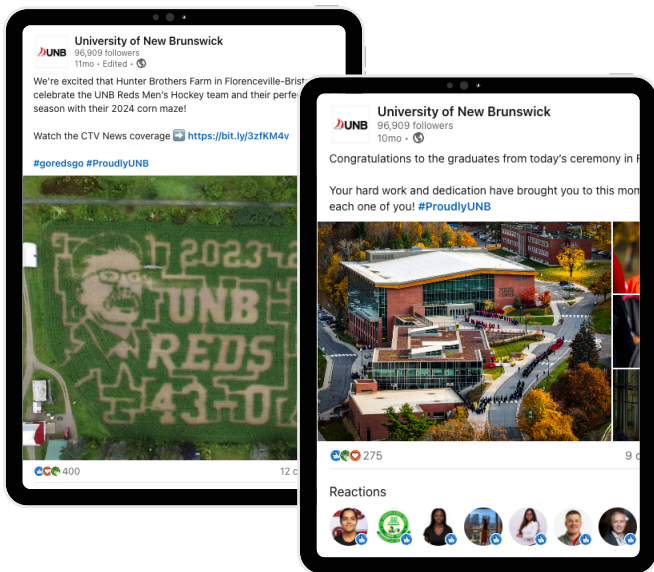 UNB
University of New Brunswick
96,909 followers
11mo • Edited •
We're excited that Hunter Brothers Farm in Florenceville-Bristo
celebrate the UNB Reds Men's Hockey team and their perfe
season with their 2024 corn maze!
Watch the CTV News coverage ➡️ https://bit.ly/3zfKM4v
#goredsgo #ProudlyUNB
UNB
REDS
43-0
400
12 c
UNB
University of New Brunswick
96,909 followers
10mo •
Congratulations to the graduates from today's ceremony in F
Your hard work and dedication have brought you to this mom
each one of you! #ProudlyUNB
275
9 c
Reactions